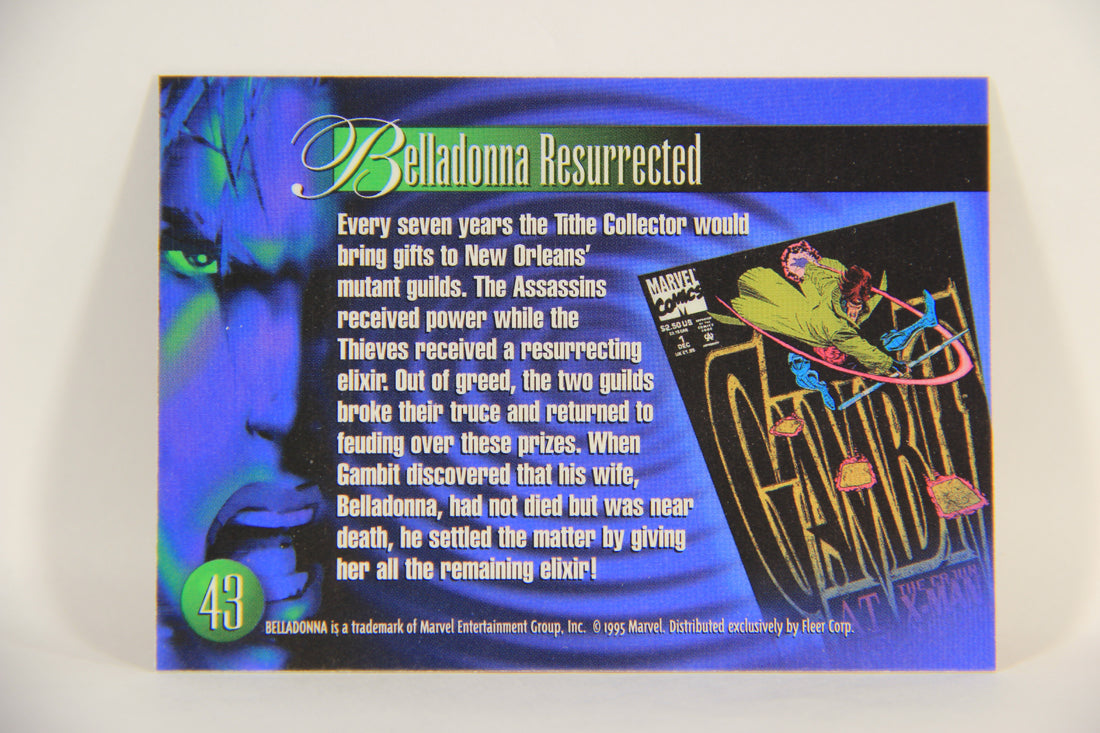 Belladonna Resurrected
Every seven years the Tithe Collector would
bring gifts to New Orleans'
mutant guilds. The Assassins
received power while the
Thieves received a resurrecting
elixir. Out of greed, the two guilds
broke their truce and returned to
feuding over these prizes. When
Gambit discovered that his wife,
Belladonna, had not died but was near
death, he settled the matter by giving
her all the remaining elixir!
MARVEL
COMICS
$2.50 US
1
DEC
GAMBIT
THE CAJUN
43
BELLADONNA is a trademark of Marvel Entertainment Group, Inc. © 1995 Marvel. Distributed exclusively by Fleer Corp.